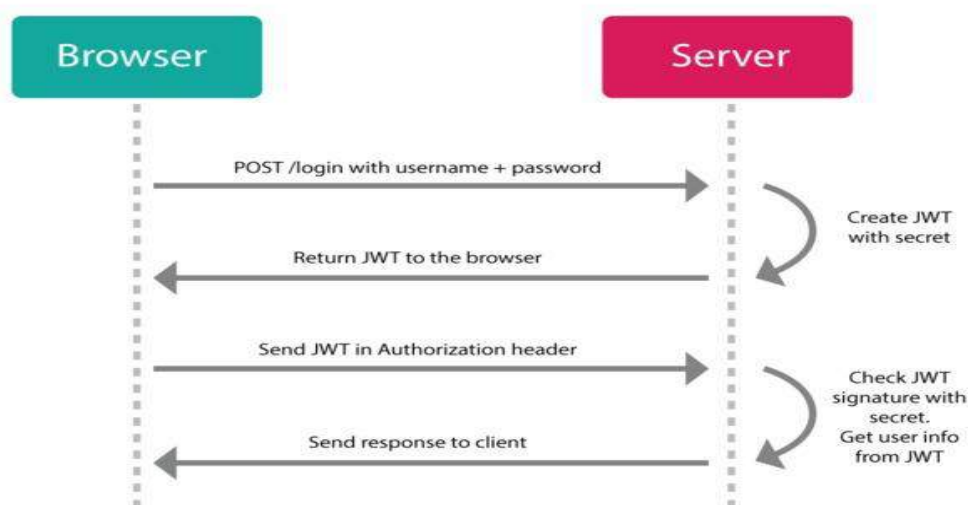 Browser
Server
POST /login with username + password
Create JWT
with secret
Return JWT to the browser
Send JWT in Authorization header
Check JWT
signature with
secret.
Get user info
from JWT
Send response to client